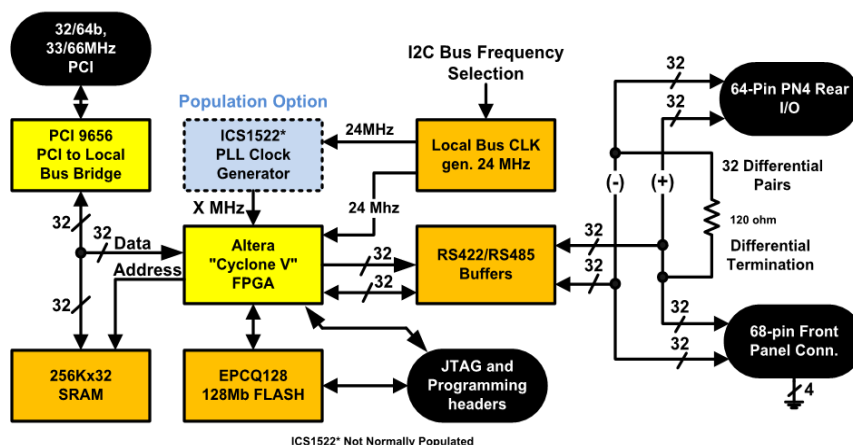 32/64b,
33/66MHz
PCI
I2C Bus Frequency
Selection
32
64-Pin PN4 Rear
I/O
32
Population Option
PCI 9656
PCI to Local
Bus Bridge
ICS1522*
PLL Clock
Generator
24MHz
Local Bus CLK
gen. 24 MHz
32 Differential
Pairs
(-)
(+)
120 ohm
Differential
Termination
X MHz
24 Mhz
32
32
Data
Address
Altera
"Cyclone V"
FPGA
32
32
RS422/RS485
Buffers
32
32
32
256Kx32
SRAM
EPCQ128
128Mb FLASH
JTAG and
Programming
headers
32
32
68-pin Front
Panel Conn.
4
ICS1522* Not Normally Populated